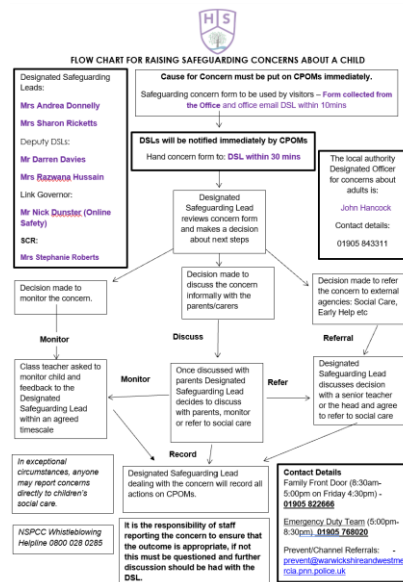 H S
FLOW CHART FOR RAISING SAFEGUARDING CONCERNS ABOUT A CHILD
Designated Safeguarding
Leads:
Mrs Andrea Donnelly
Mrs Sharon Ricketts
Deputy DSLs:
Mr Darren Davies
Mrs Razwana Hussain
Link Governor:
Mr Nick Dunster (Online
Safety)
SCR:
Mrs Stephanie Roberts
Cause for Concern must be put on CPOMs immediately.
Safeguarding concern form to be used by visitors – Form collected
from the Office and office email DSL within 10mins
DSLs will be notified immediately by CPOMs
Hand concern form to: DSL within 30 mins
The local authority
Designated Officer
for concerns about
adults is:
John Hancock
Contact details:
01905 843311
Designated
Safeguarding Lead
reviews concern form
and makes a decision
about next steps
Decision made to
monitor the concern.
Decision made to
discuss the concern
informally with the
parents/carers
Decision made to refer
the concern to external
agencies: Social Care,
Early Help etc
Monitor
Discuss
Referral
Class teacher asked to
monitor child and
feedback to the
Designated
Safeguarding Lead
within an agreed
timescale
Monitor
Once discussed with
parents Designated
Safeguarding Lead
decides to discuss
with parents, monitor
or refer to social care
Refer
Designated
Safeguarding Lead
discusses decision
with a senior teacher
or the head and agree
to refer to social care
Record
In exceptional
circumstances, anyone
may report concerns
directly to children's
social care.
Designated Safeguarding Lead
dealing with the concern will record all
actions on CPOMs.
NSPCC Whistleblowing
Helpline 0800 028 0285
It is the responsibility of staff
reporting the concern to ensure that
the outcome is appropriate, if not
this must be questioned and further
discussion should be had with the
DSL.
Contact Details
Family Front Door (8:30am-
5:00pm on Friday 4:30pm) -
01905 822666
Emergency Duty Team (5:00pm-
8:30pm) 01905 768020
Prevent/Channel Referrals: -
prevent@warwickshireandwestme
rcia.pnn.police.uk